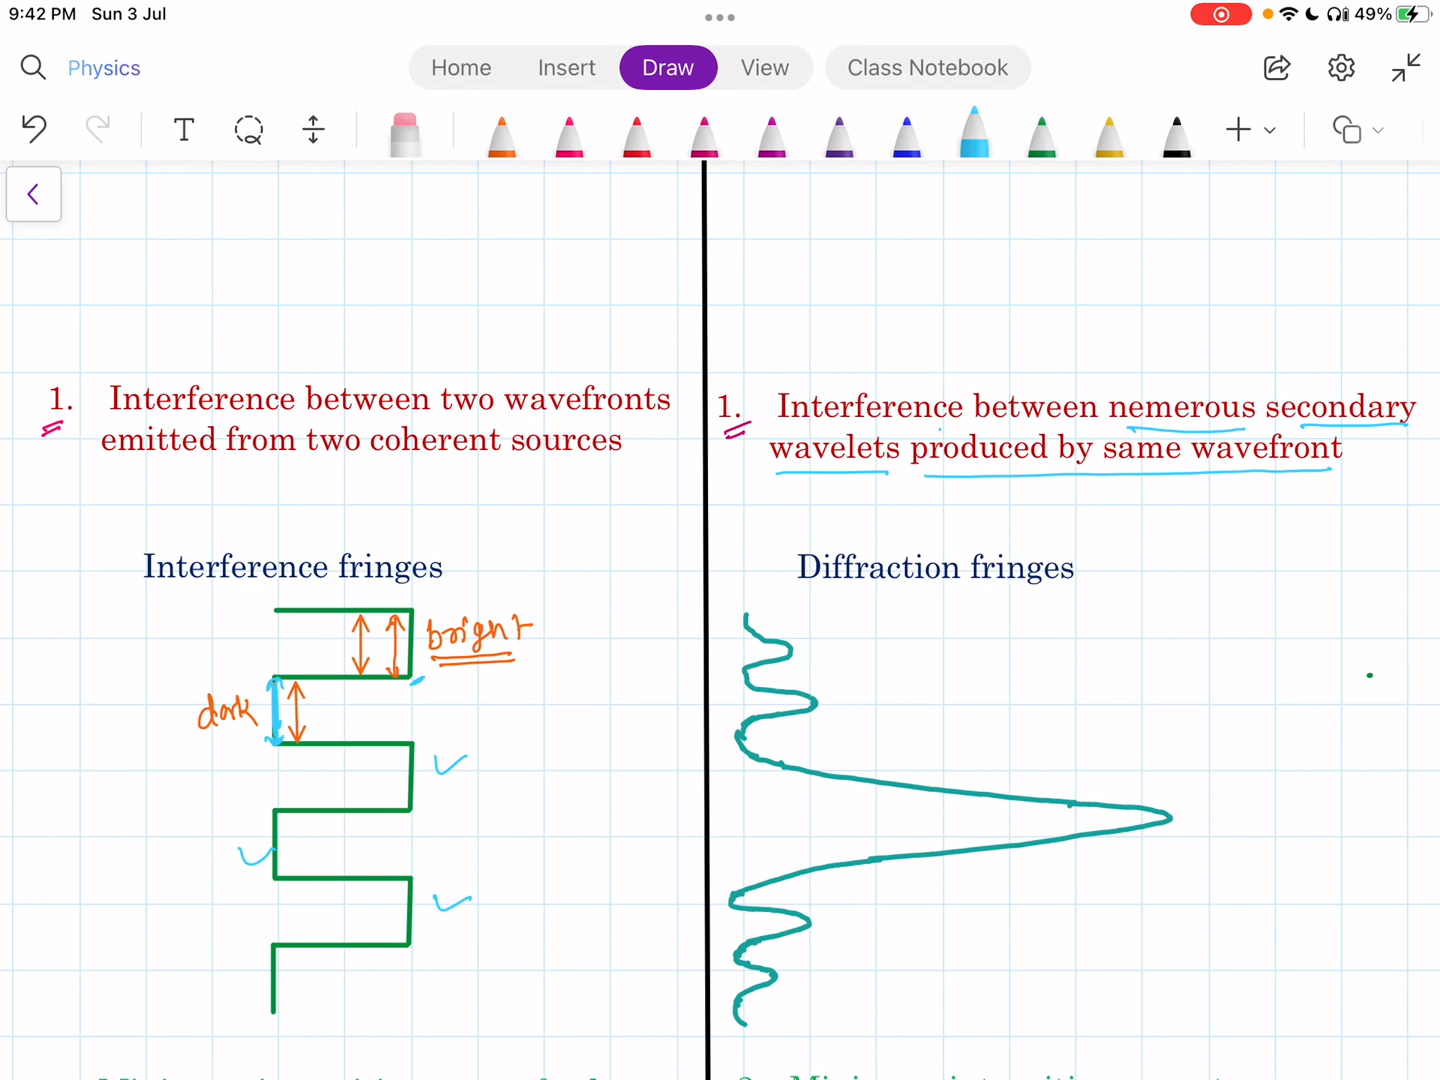 9:42 PM Sun 3 Jul
49%
Physics
Home Insert Draw View Class Notebook
T
1. Interference between two wavefronts
emitted from two coherent sources
Interference fringes
bright
dark
1. Interference between nemerous secondary
wavelets produced by same wavefront
Diffraction fringes